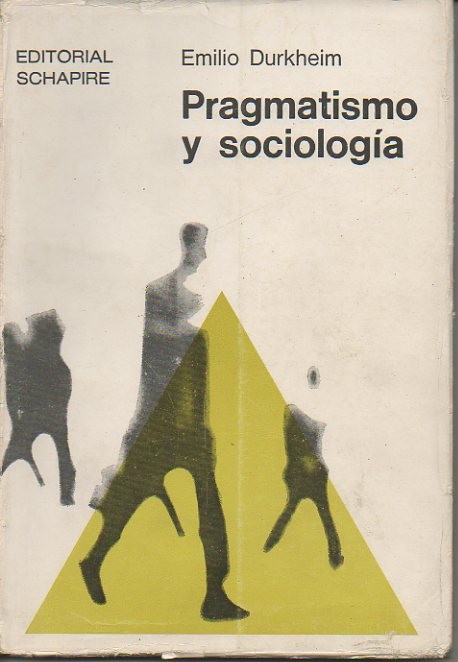 EDITORIAL
SCHAPIRE
Emilio Durkheim
Pragmatismo
y sociología